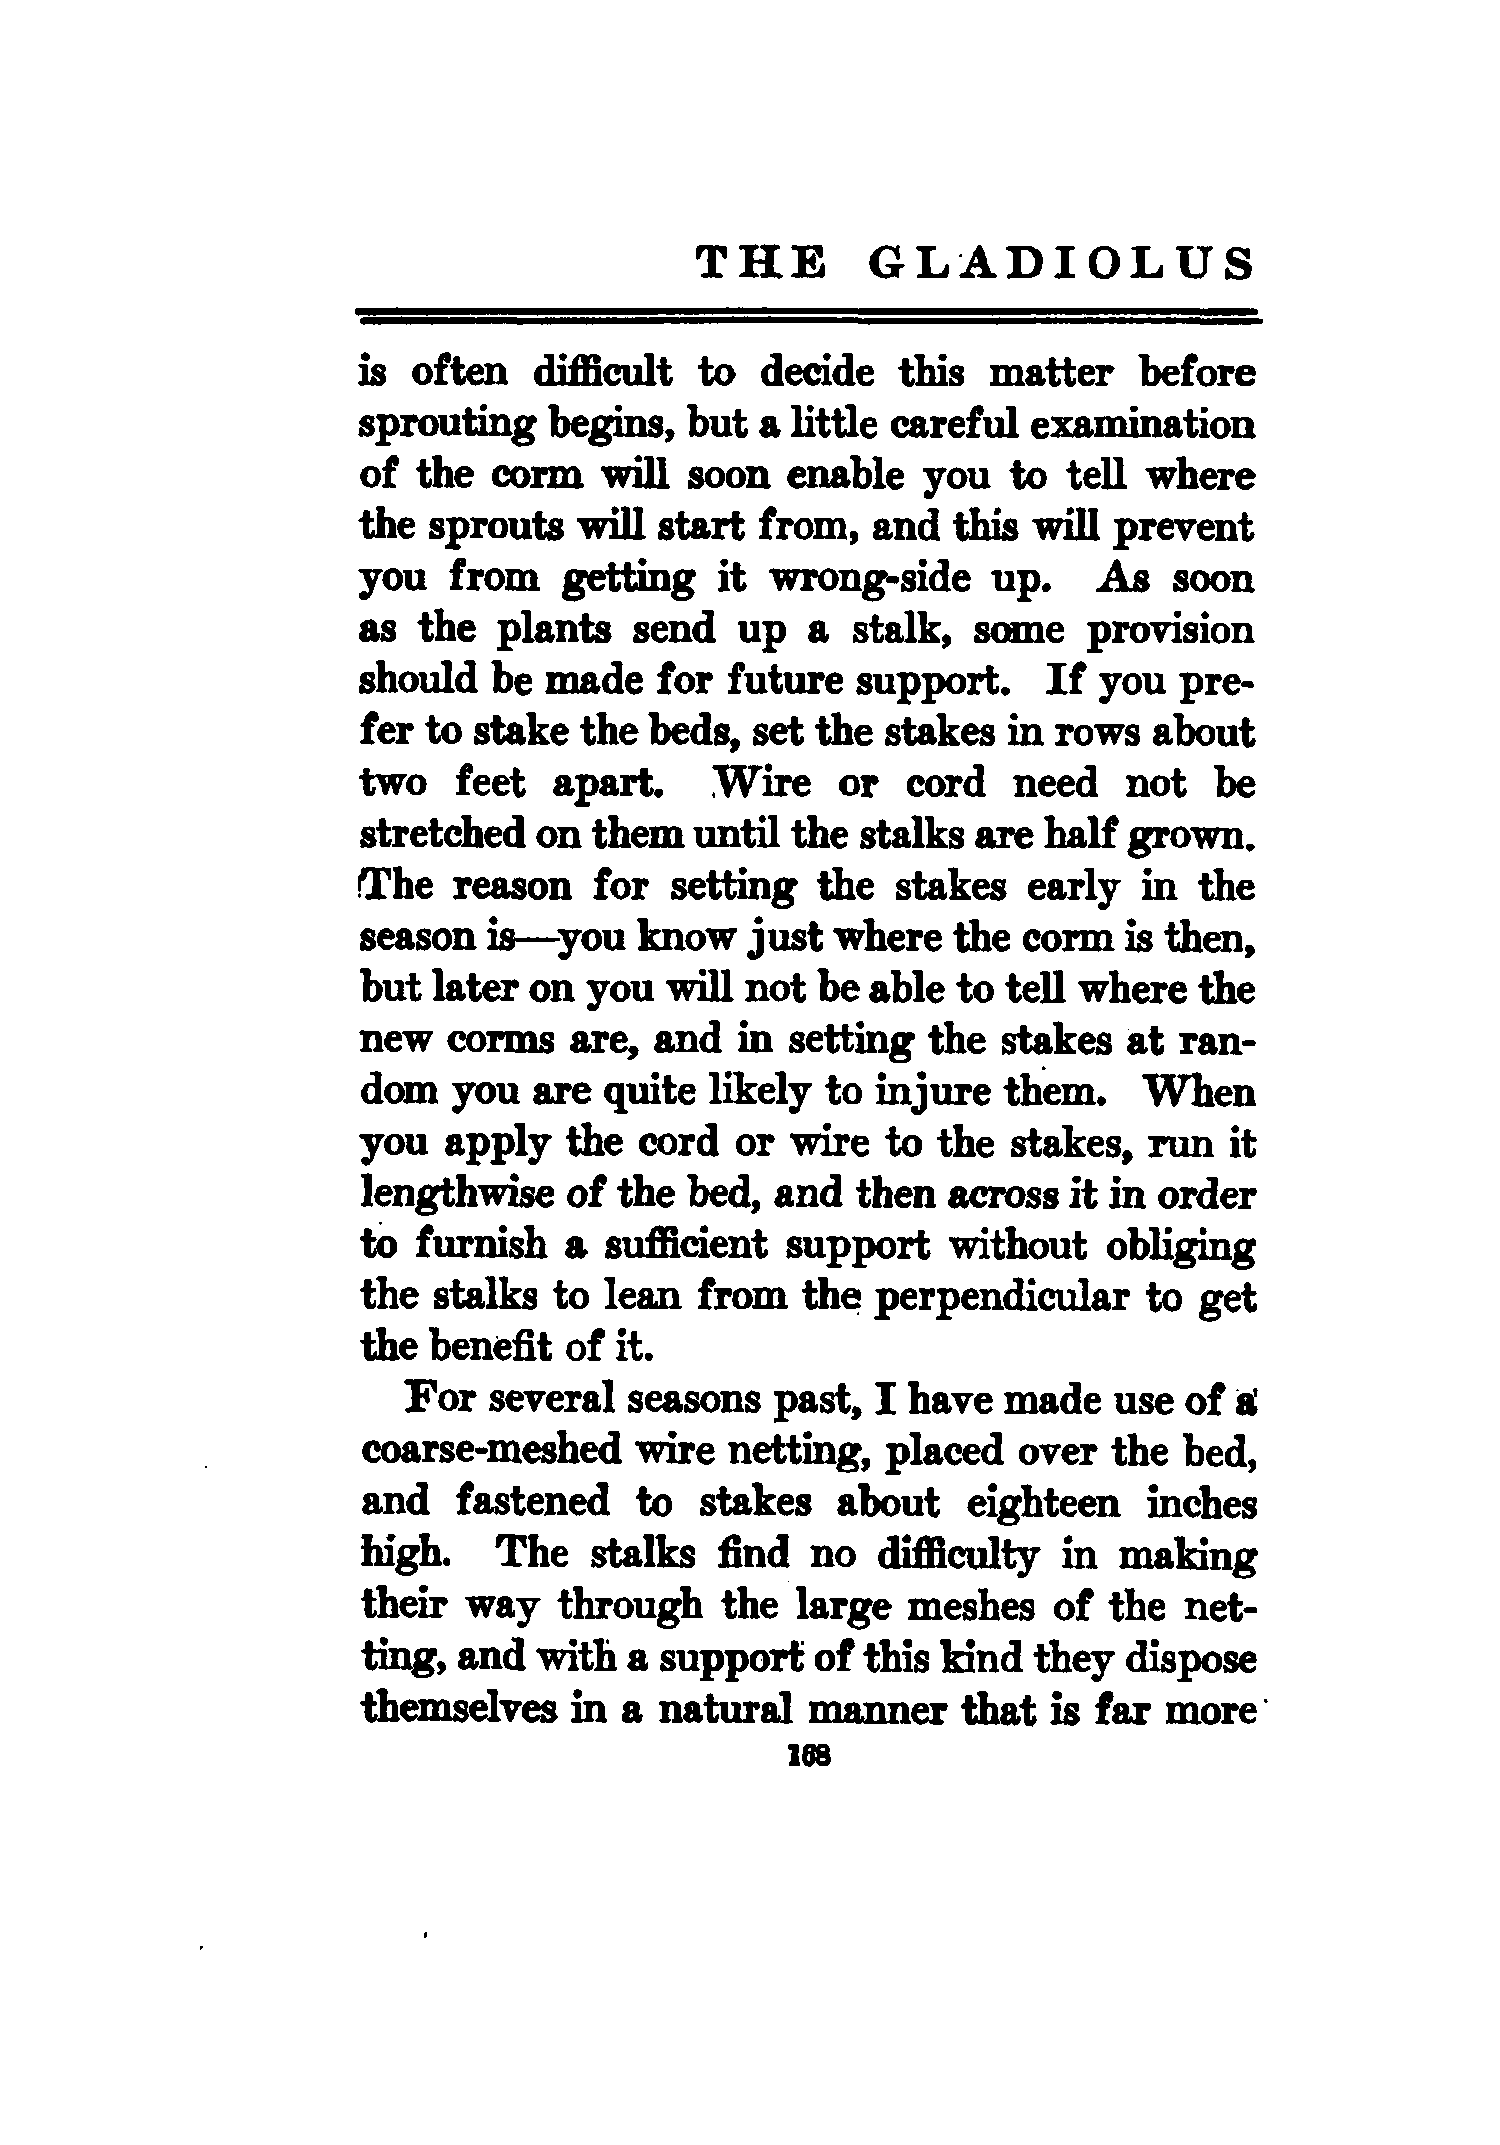 THE GLADIOLUS
is often difficult to decide this matter before
sprouting begins, but a little careful examination
of the corm will soon enable you to tell where
the sprouts will start from, and this will prevent
you from getting it wrong-side up. As soon
as the plants send up a stalk, some provision
should be made for future support. If you pre-
fer to stake the beds, set the stakes in rows about
two feet apart. Wire or cord need not be
stretched on them until the stalks are half grown.
The reason for setting the stakes early in the
season is—you know just where the corm is then,
but later on you will not be able to tell where the
new corms are, and in setting the stakes at ran-
dom you are quite likely to injure them. When
you apply the cord or wire to the stakes, run it
lengthwise of the bed, and then across it in order
to furnish a sufficient support without obliging
the stalks to lean from the perpendicular to get
the benefit of it.
For several seasons past, I have made use of a
coarse-meshed wire netting, placed over the bed,
and fastened to stakes about eighteen inches
high. The stalks find no difficulty in making
their way through the large meshes of the net-
ting, and with a support of this kind they dispose
themselves in a natural manner that is far more
168